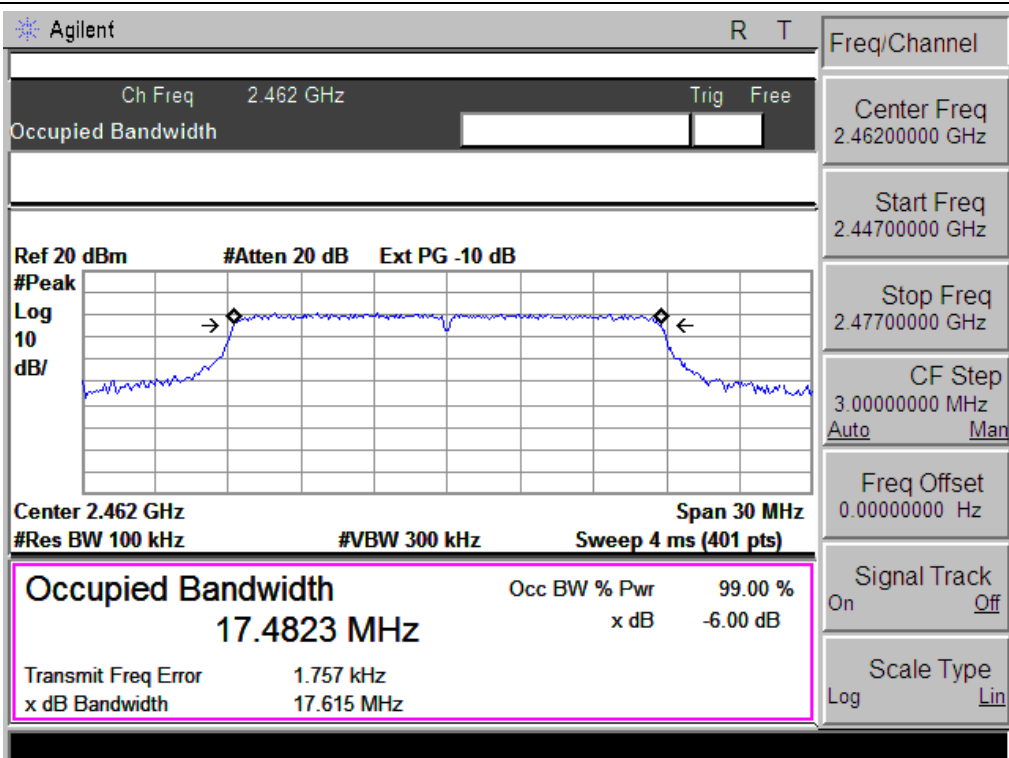 Agilent R T
Ch Freq 2.462 GHz Trig Free
Occupied Bandwidth
Ref 20 dBm #Atten 20 dB Ext PG -10 dB
#Peak
Log
10
dB/
Center 2.462 GHz Span 30 MHz
#Res BW 100 kHz #VBW 300 kHz Sweep 4 ms (401 pts)
Occupied Bandwidth Occ BW % Pwr 99.00 %
17.4823 MHz x dB -6.00 dB
Transmit Freq Error 1.757 kHz
x dB Bandwidth 17.615 MHz
Freq/Channel
Center Freq
2.46200000 GHz
Start Freq
2.44700000 GHz
Stop Freq
2.47700000 GHz
CF Step
3.00000000 MHz
Auto Man
Freq Offset
0.00000000 Hz
Signal Track
On Off
Scale Type
Log Lin